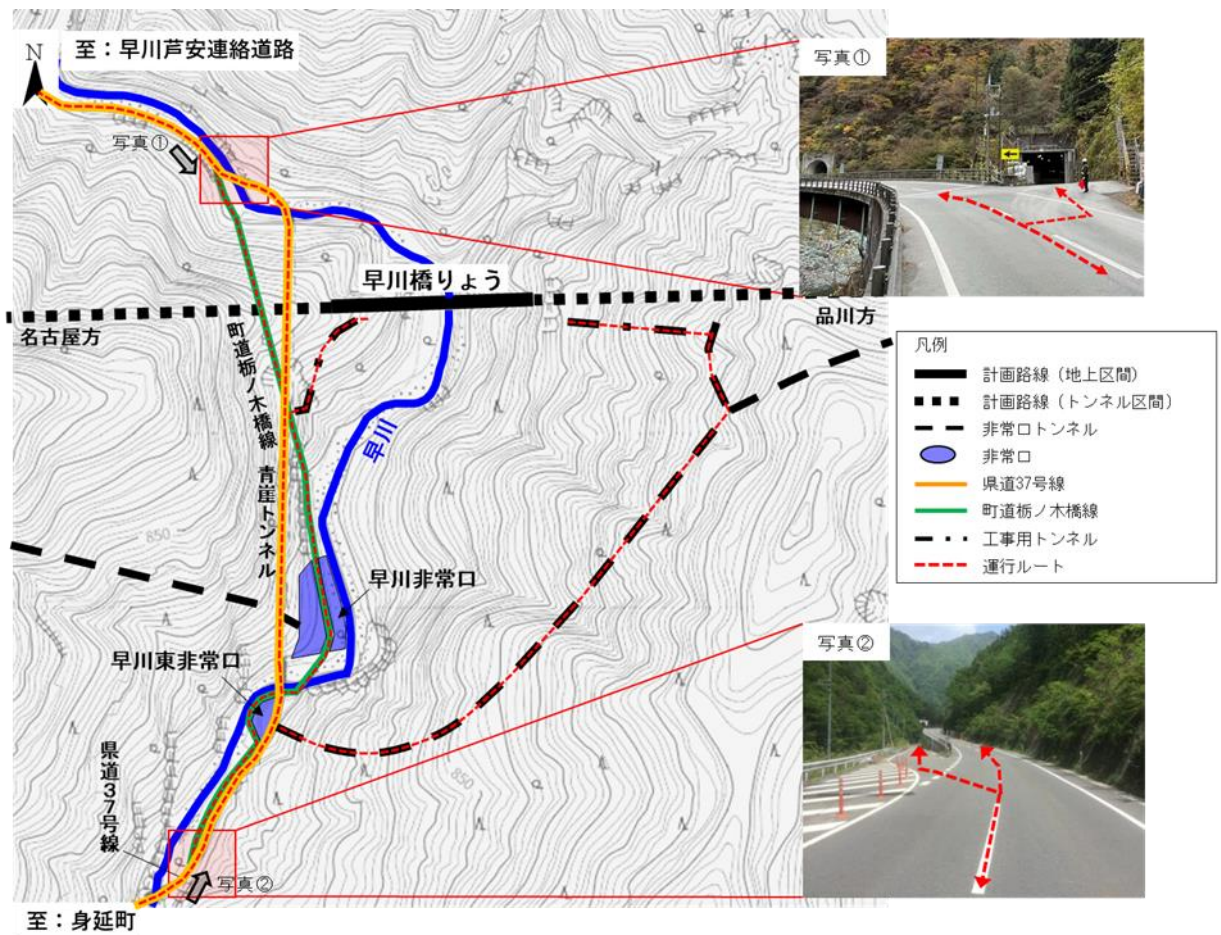 至：早川芦安連絡道路
N
写真①
写真①
早川橋りょう
名古屋方
品川方
町道栃ノ木橋線
青崖トンネル
早川
850
早川非常口
早川東非常口
県道37号線
850
写真②
至：身延町
凡例
計画路線（地上区間）
計画路線（トンネル区間）
非常口トンネル
非常口
県道37号線
町道栃ノ木橋線
工事用トンネル
運行ルート
写真②